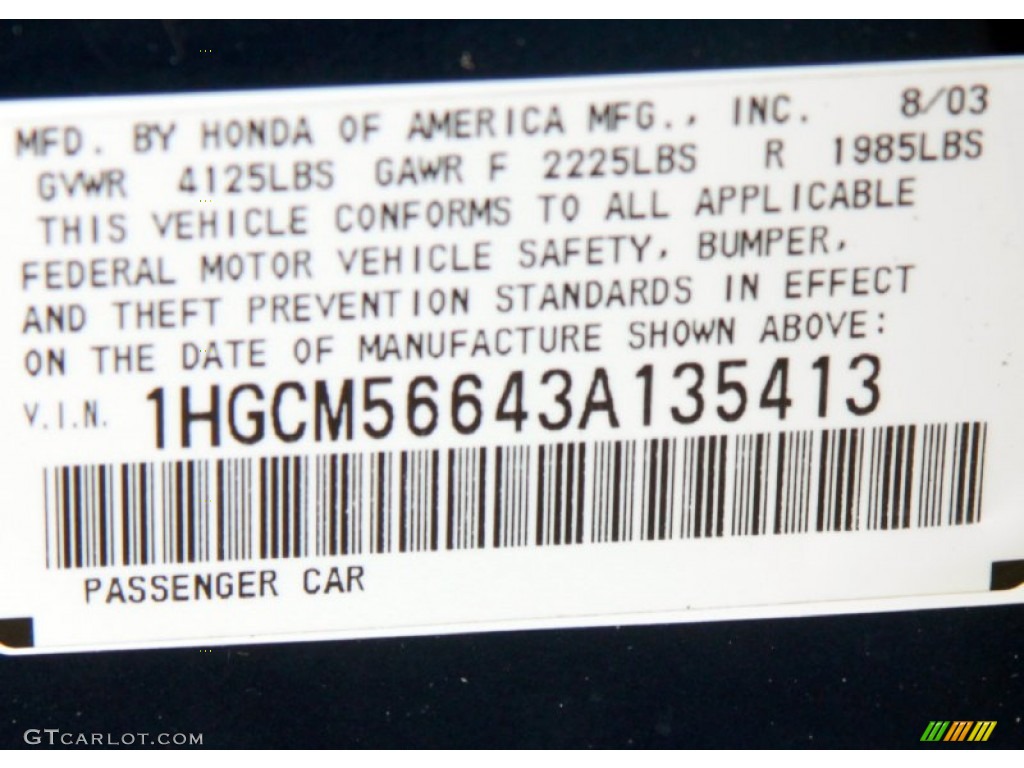 MFD. BY HONDA OF AMERICA MFG., INC. 8/03
GVWR 4125LBS GAWR F 2225LBS R 1985LBS
THIS VEHICLE CONFORMS TO ALL APPLICABLE
FEDERAL MOTOR VEHICLE SAFETY, BUMPER,
AND THEFT PREVENTION STANDARDS IN EFFECT
ON THE DATE OF MANUFACTURE SHOWN ABOVE:
V.I.N. 1HGCM56643A135413
PASSENGER CAR
GTCARLOT.COM